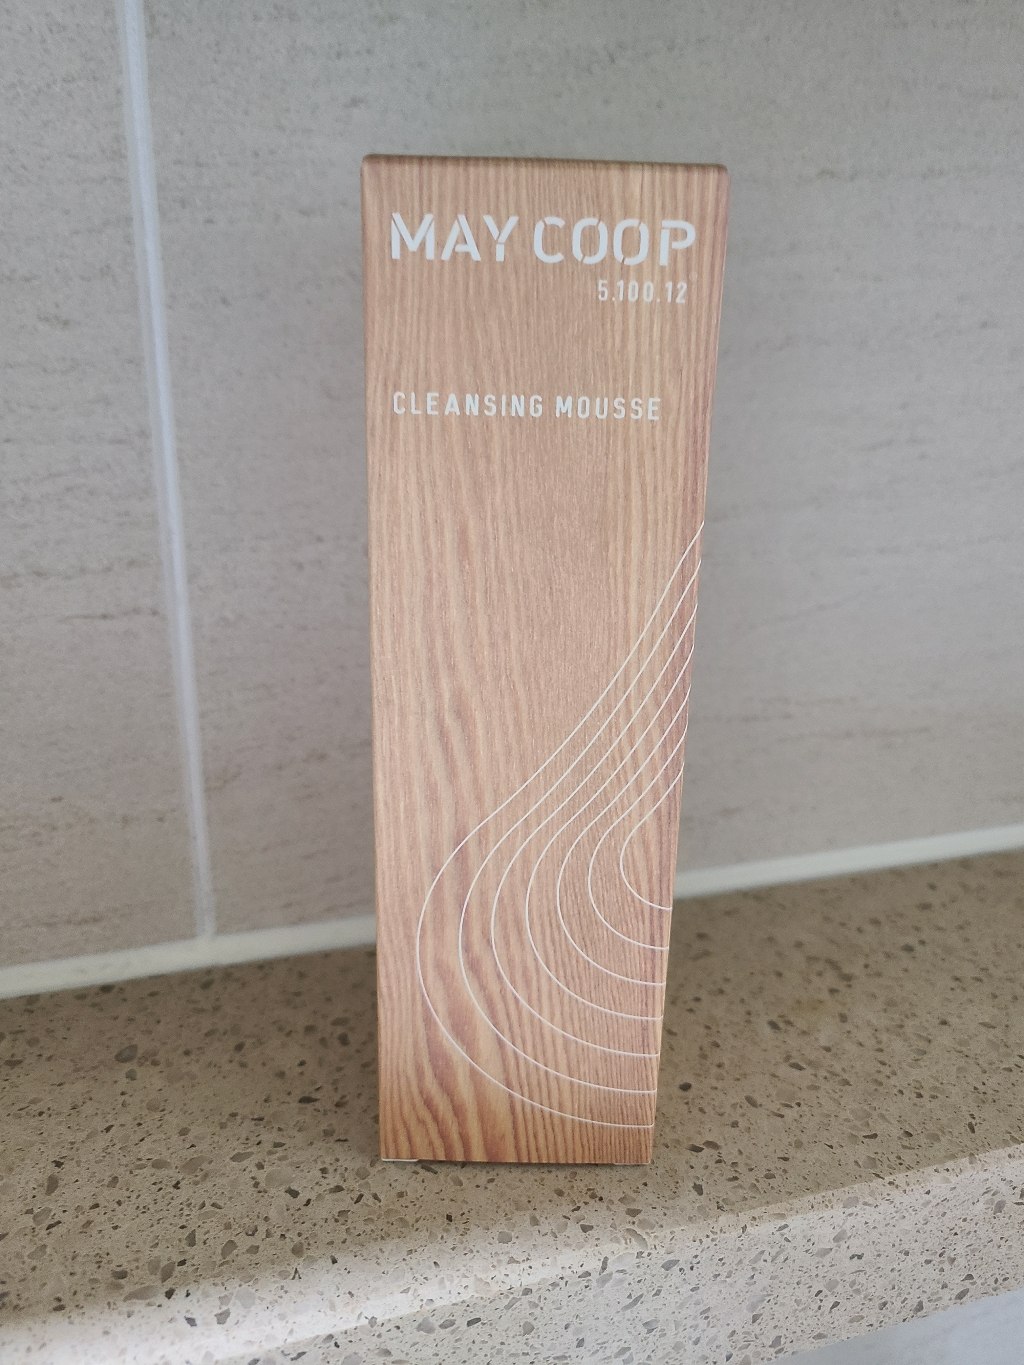 MAY COOP
5.100.12
CLEANSING MOUSSE